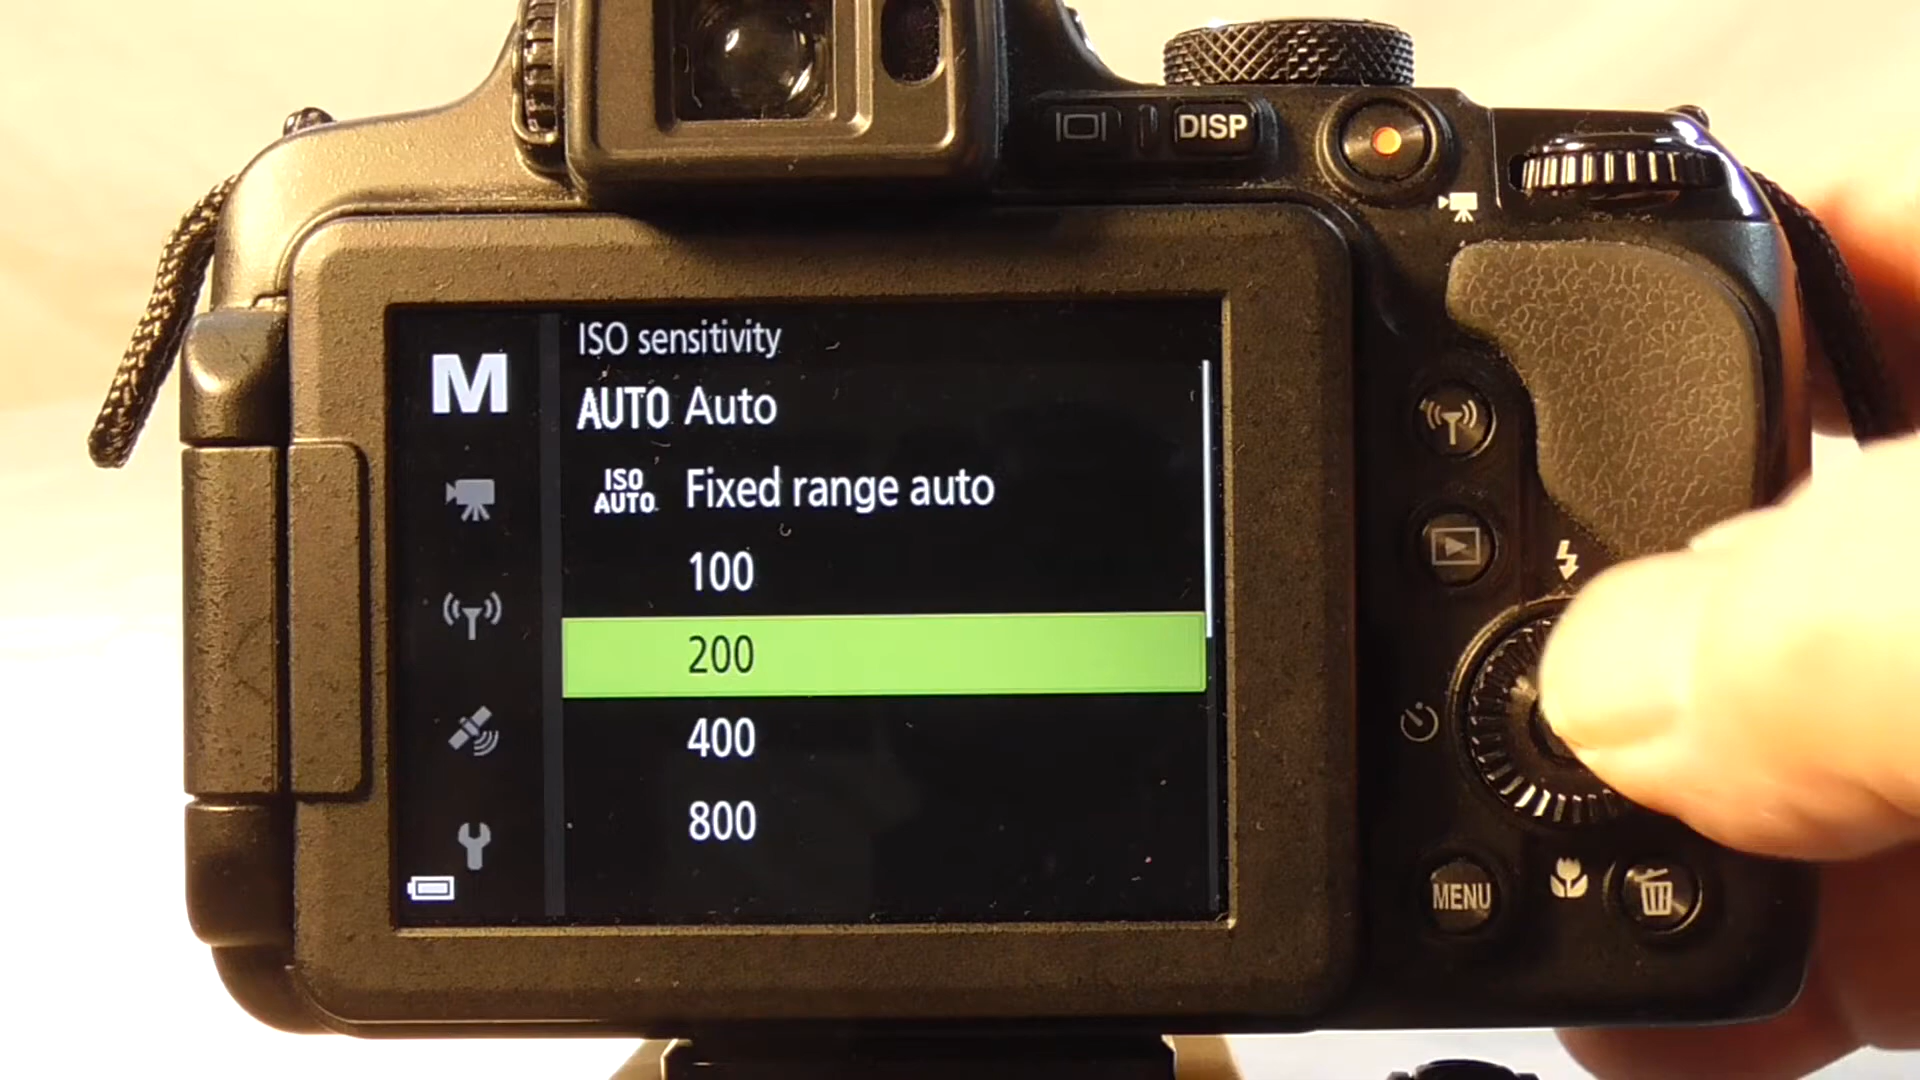 DISP
ISO sensitivity
M
AUTO Auto
ISO AUTO Fixed range auto
100
200
400
800
MENU